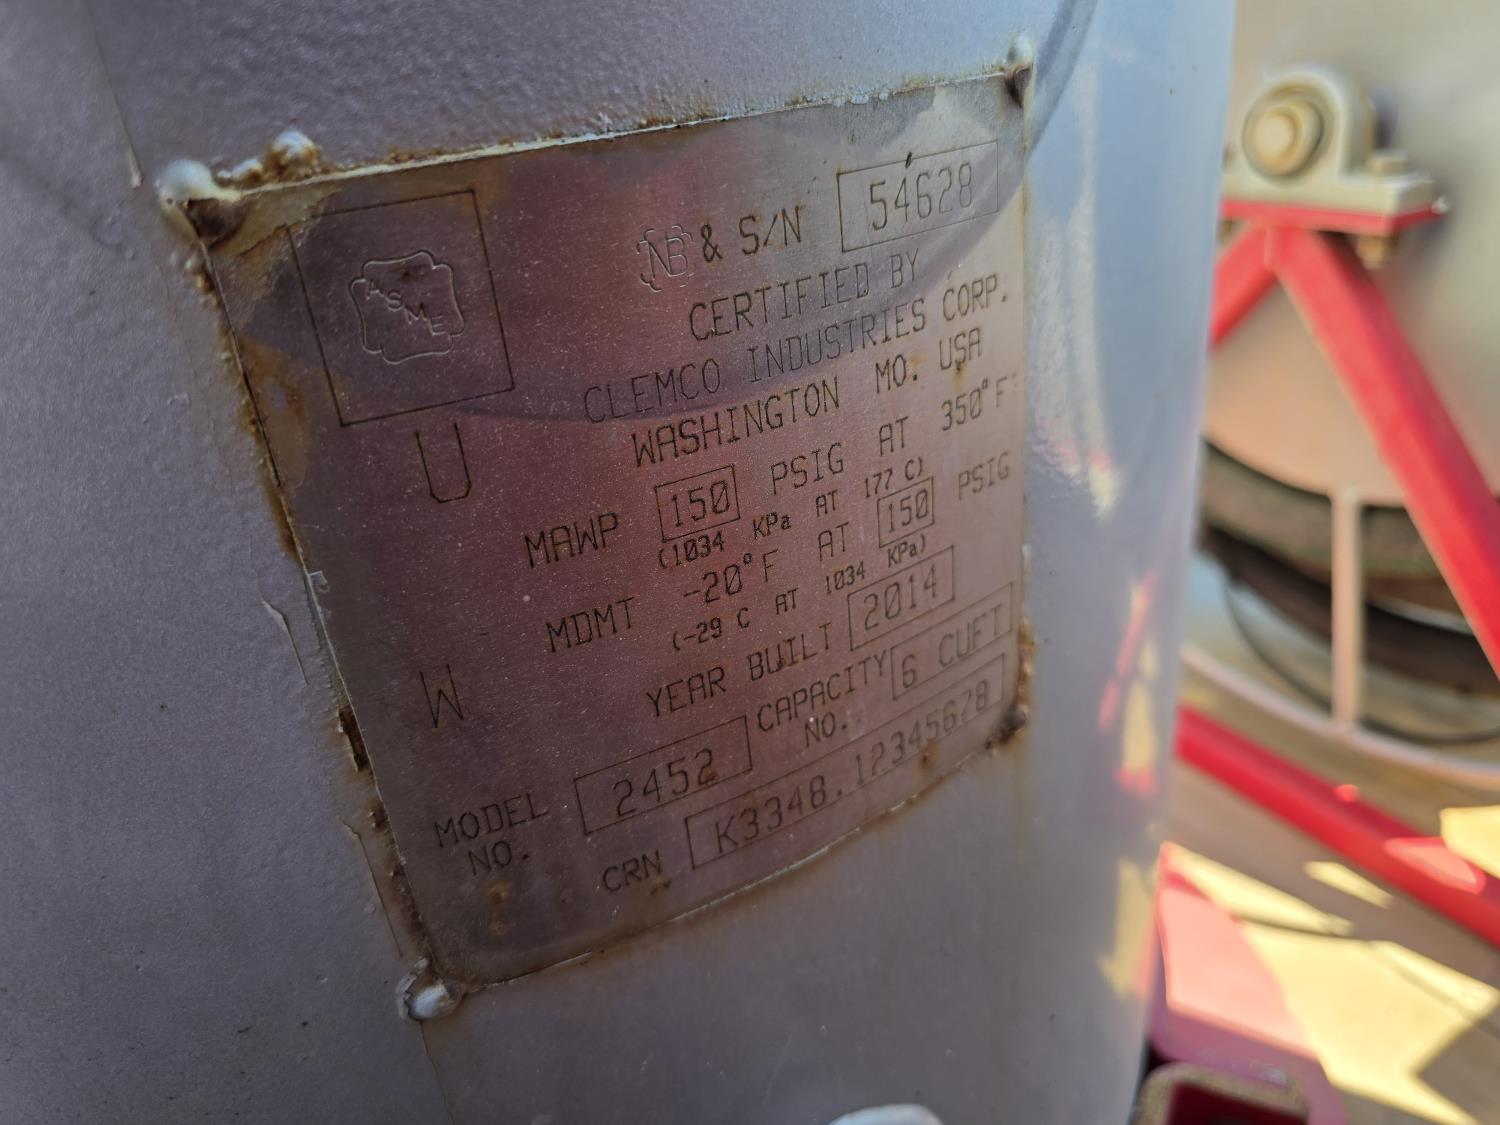 ASME
NB & S/N 54628
CERTIFIED BY
CLEMCO INDUSTRIES CORP.
WASHINGTON MO. USA
U
MAWP 150 PSIG AT 350°F
(1034 KPa AT 177 C)
MDMT -20°F AT 150 PSIG
(-29 C AT 1034 KPa)
W
YEAR BUILT 2014
CAPACITY 6 CUFT
MODEL NO. 2452 NO.
CRN K3348.12345678